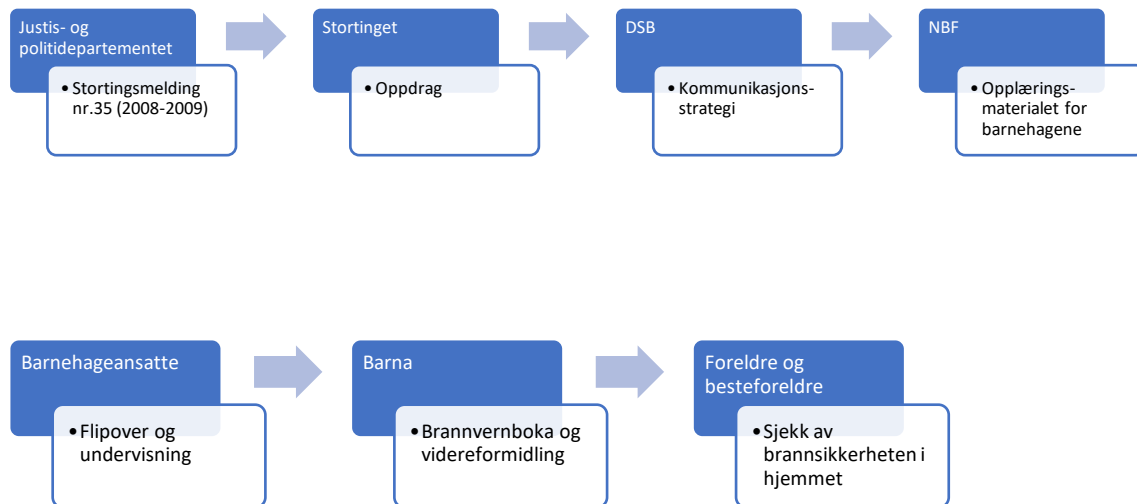 Justis- og
politidepartementet
• Stortingsmelding
nr.35 (2008-2009)
Stortinget
• Oppdrag
DSB
• Kommunikasjons-
strategi
NBF
• Opplærings-
materialet for
barnehagene
Barnehageansatte
• Flipover og
undervisning
Barna
• Brannvernboka og
videreformidling
Foreldre og
besteforeldre
• Sjekk av
brannsikkerheten i
hjemmet